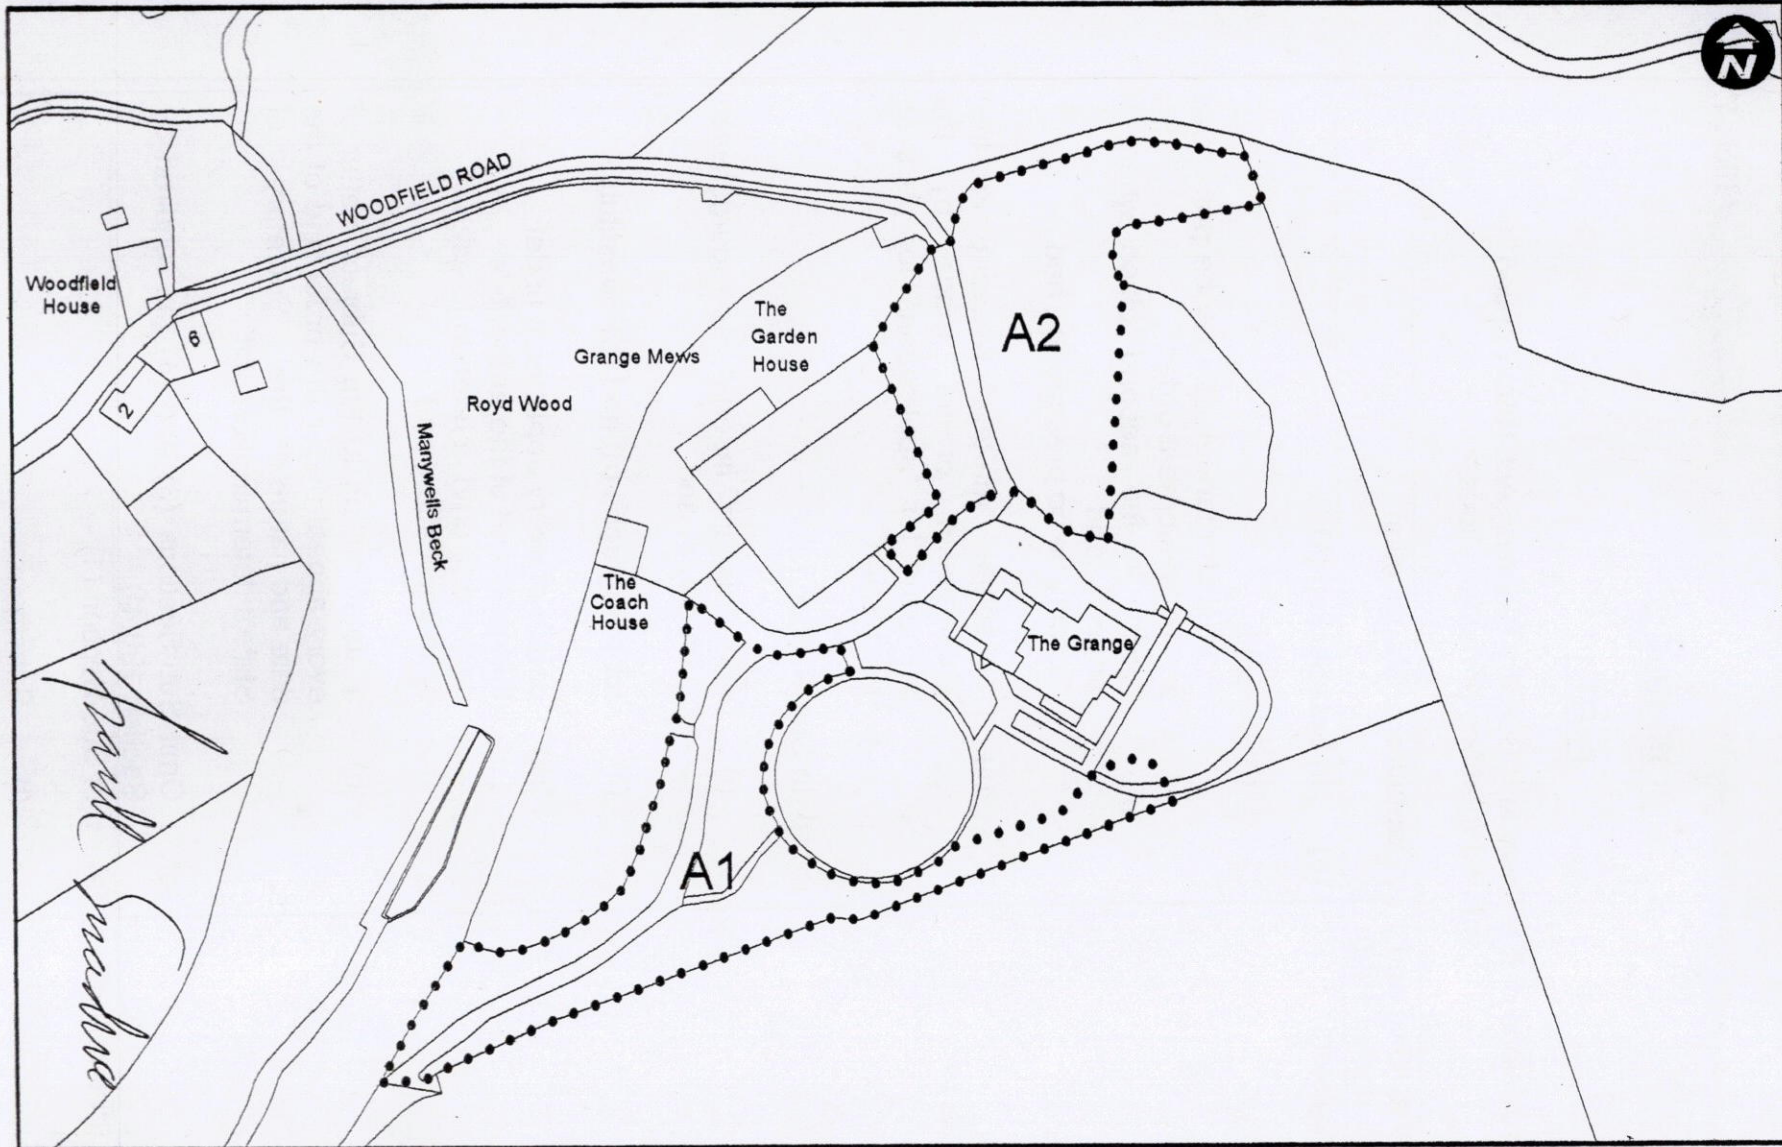 N
WOODFIELD ROAD
Woodfield
House
6
2
The
Garden
House
A2
Grange Mews
Royd Wood
Manywells Beck
The
Coach
House
The Grange
A1